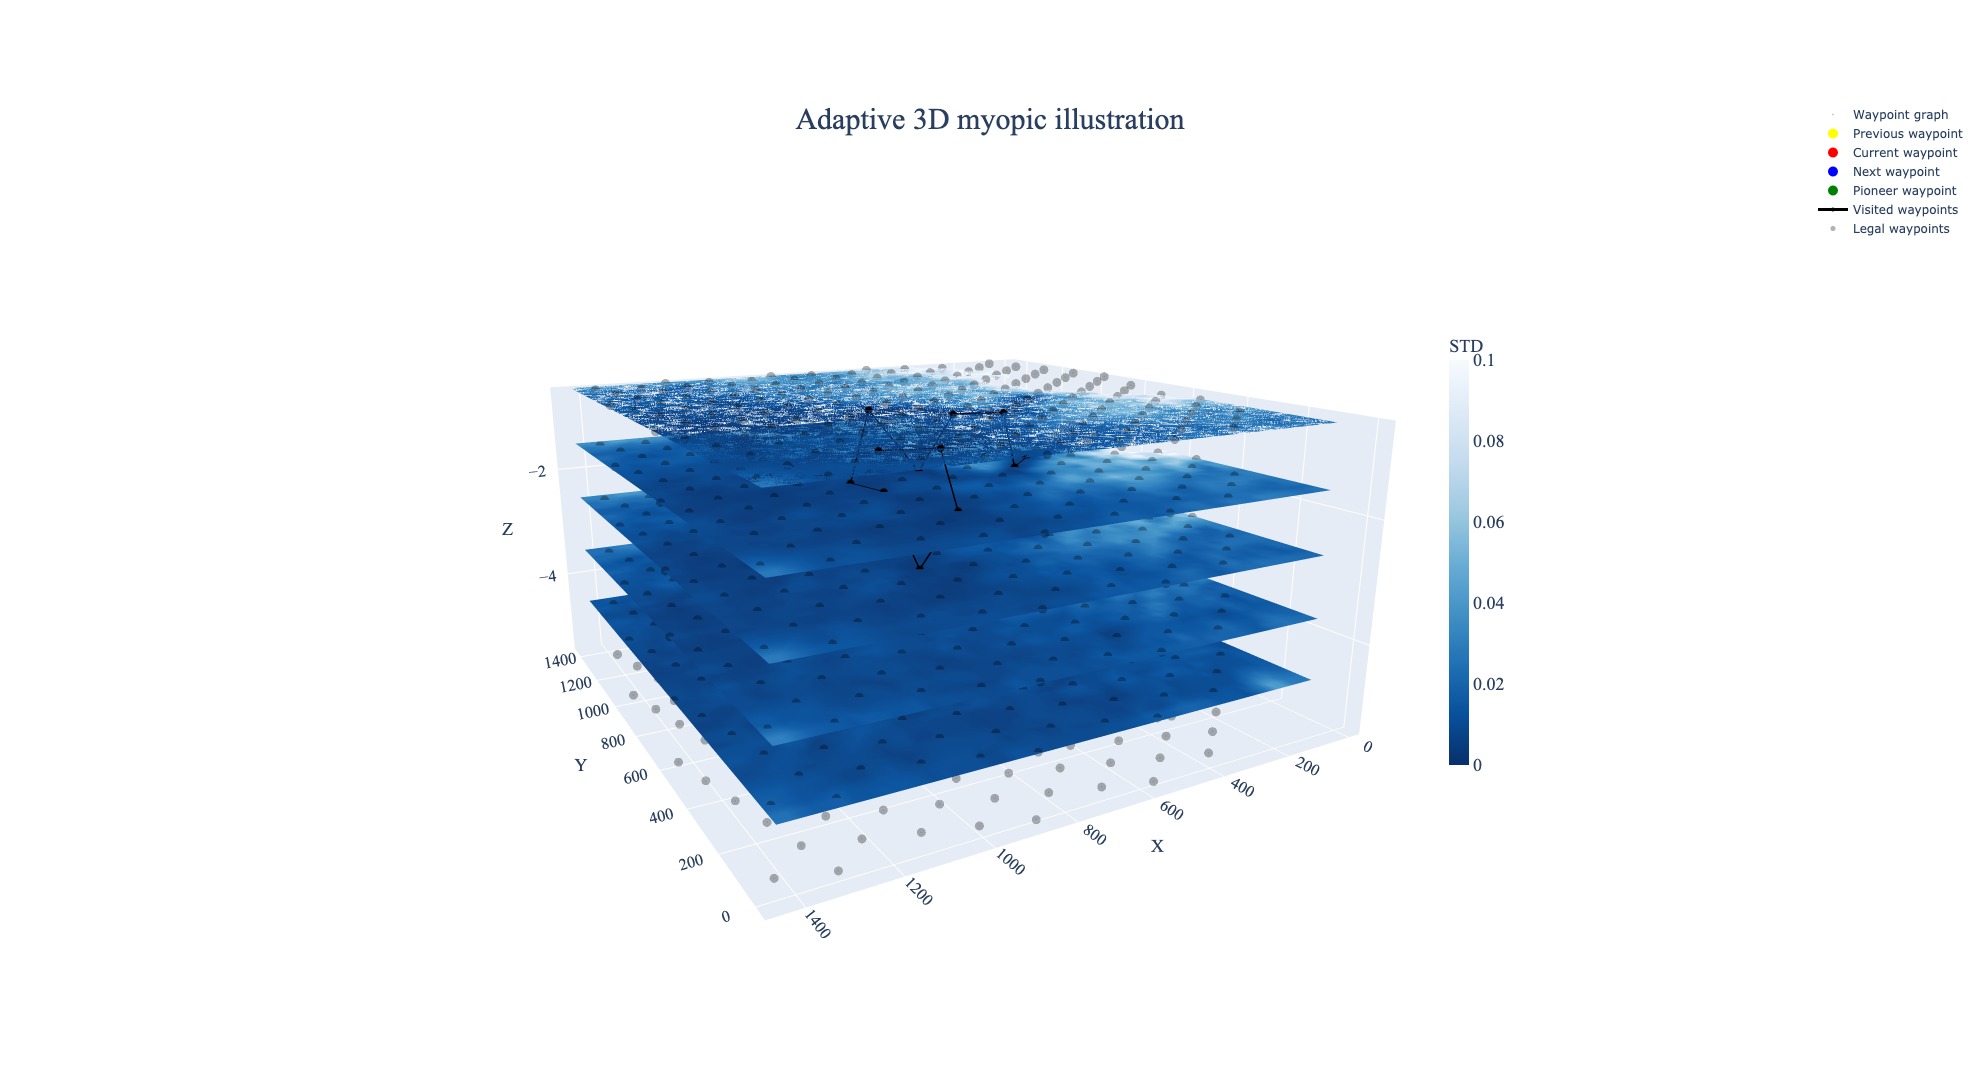 Adaptive 3D myopic illustration
Waypoint graph
Previous waypoint
Current waypoint
Next waypoint
Pioneer waypoint
Visited waypoints
Legal waypoints
STD
0.1
0.08
0.06
0.04
0.02
0
−2
Z
−4
1400
1200
1000
800
Y
600
400
200
0
0
200
400
600
800
X
1000
1200
1400